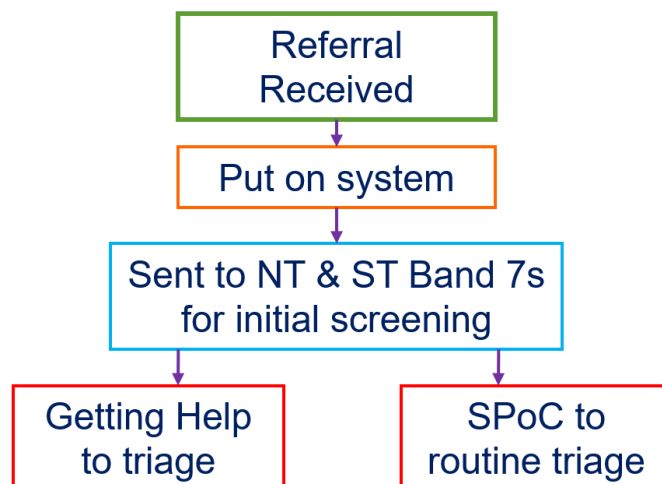 Referral
Received
Put on system
Sent to NT & ST Band 7s
for initial screening
Getting Help
to triage
SPoC to
routine triage